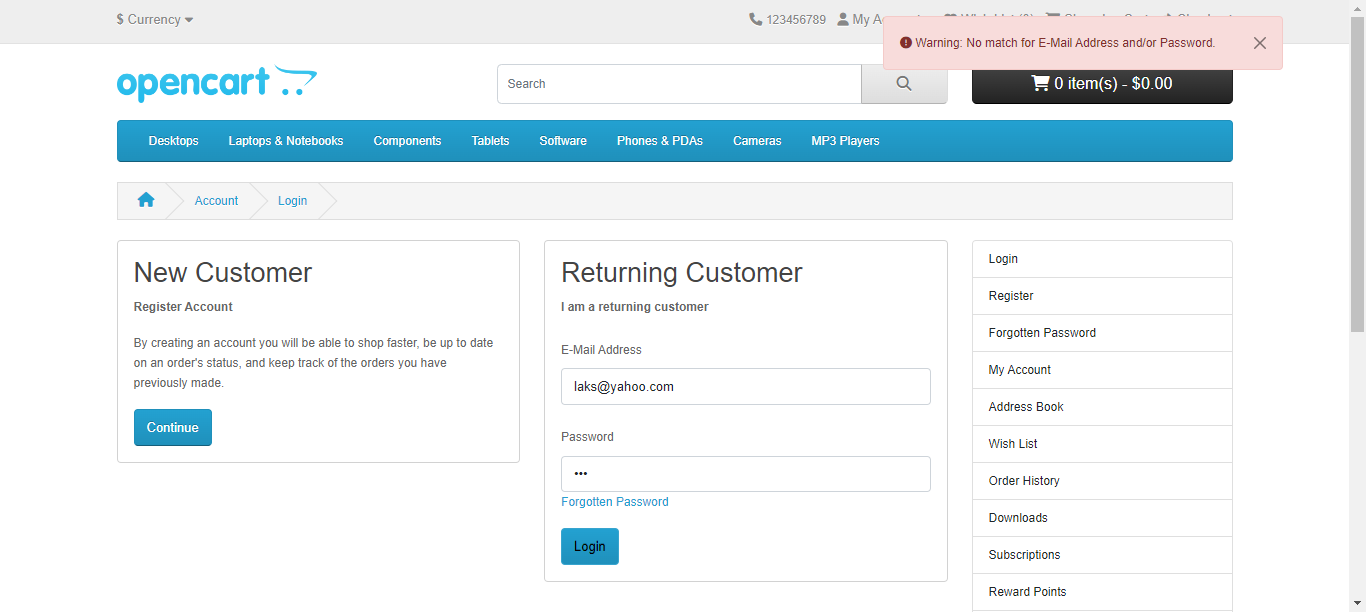 $ Currency
123456789
My
Warning: No match for E-Mail Address and/or Password.
opencart
Search
0 item(s) - $0.00
Desktops
Laptops & Notebooks
Components
Tablets
Software
Phones & PDAs
Cameras
MP3 Players
Account
Login
New Customer
Register Account
By creating an account you will be able to shop faster, be up to date
on an order's status, and keep track of the orders you have
previously made.
Continue
Returning Customer
I am a returning customer
E-Mail Address
laks@yahoo.com
Password
•••
Forgotten Password
Login
Login
Register
Forgotten Password
My Account
Address Book
Wish List
Order History
Downloads
Subscriptions
Reward Points